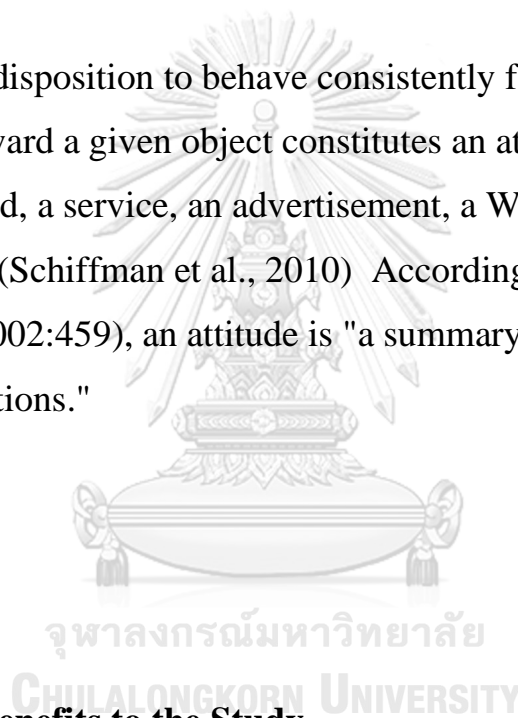 disposition to behave consistently f
ward a given object constitutes an at
d, a service, an advertisement, a W
(Schiffman et al., 2010) According
002:459), an attitude is "a summary
tions."
จุฬาลงกรณ์มหาวิทยาลัย
CHULALONGKORN UNIVERSITY
enefits to the Study